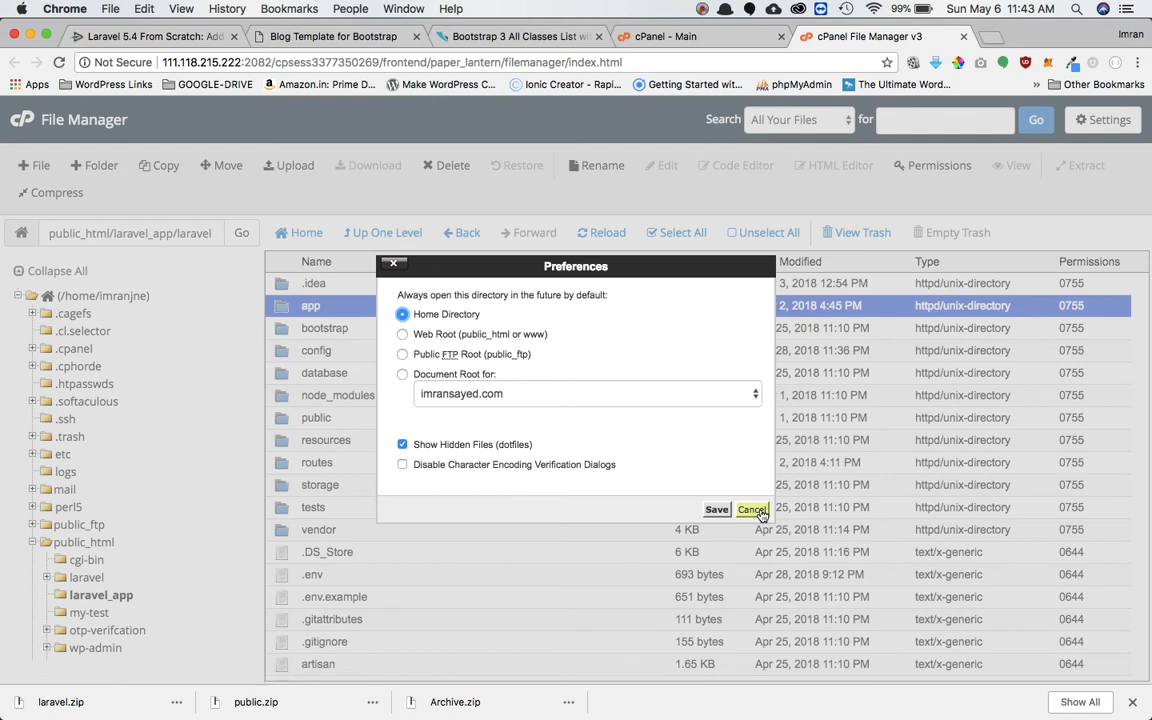 Chrome File Edit View History Bookmarks People Window Help 99% Sun May 6 11:43 AM
Laravel 5.4 From Scratch: Add Blog Template for Bootstrap Bootstrap 3 All Classes List wi cPanel - Main cPanel File Manager v3 Imran
Not Secure 111.118.215.222:2082/cpsess3377350269/frontend/paper_lantern/filemanager/index.html
Apps WordPress Links GOOGLE-DRIVE Amazon.in: Prime D... Make WordPress C... Ionic Creator - Rapi... Getting Started wit... phpMyAdmin The Ultimate Word... » Other Bookmarks
cP File Manager Search All Your Files for Go Settings
File Folder Copy Move Upload Download Delete Restore Rename Edit Code Editor HTML Editor Permissions View Extract
Compress
public_html/laravel_app/laravel Go Home Up One Level Back Forward Reload Select All Unselect All View Trash Empty Trash
Collapse All
(/home/imranjne)
.cagefs
.cl.selector
.cpanel
.cphorde
.htpasswds
.softaculous
.ssh
.trash
etc
logs
mail
perl5
public_ftp
public_html
cgi-bin
laravel
laravel_app
my-test
otp-verifcation
wp-admin
Name Modified Type Permissions
.idea 3, 2018 12:54 PM httpd/unix-directory 0755
app 2, 2018 4:45 PM httpd/unix-directory 0755
bootstrap 25, 2018 11:10 PM httpd/unix-directory 0755
config 28, 2018 11:36 PM httpd/unix-directory 0755
database 25, 2018 11:10 PM httpd/unix-directory 0755
node_modules 1, 2018 11:10 PM httpd/unix-directory 0755
public 1, 2018 11:10 PM httpd/unix-directory 0755
resources 25, 2018 11:10 PM httpd/unix-directory 0755
routes 2, 2018 4:11 PM httpd/unix-directory 0755
storage 25, 2018 11:10 PM httpd/unix-directory 0755
tests 25, 2018 11:10 PM httpd/unix-directory 0755
vendor 4 KB Apr 25, 2018 11:14 PM httpd/unix-directory 0755
.DS_Store 6 KB Apr 25, 2018 11:16 PM text/x-generic 0644
.env 693 bytes Apr 28, 2018 9:12 PM text/x-generic 0644
.env.example 651 bytes Apr 25, 2018 11:10 PM text/x-generic 0644
.gitattributes 111 bytes Apr 25, 2018 11:10 PM text/x-generic 0644
.gitignore 155 bytes Apr 25, 2018 11:10 PM text/x-generic 0644
artisan 1.65 KB Apr 25, 2018 11:10 PM text/x-generic 0644
Preferences
Always open this directory in the future by default:
Home Directory
Web Root (public_html or www)
Public FTP Root (public_ftp)
Document Root for:
imransayed.com
Show Hidden Files (dotfiles)
Disable Character Encoding Verification Dialogs
Save Cancel
laravel.zip public.zip Archive.zip Show All